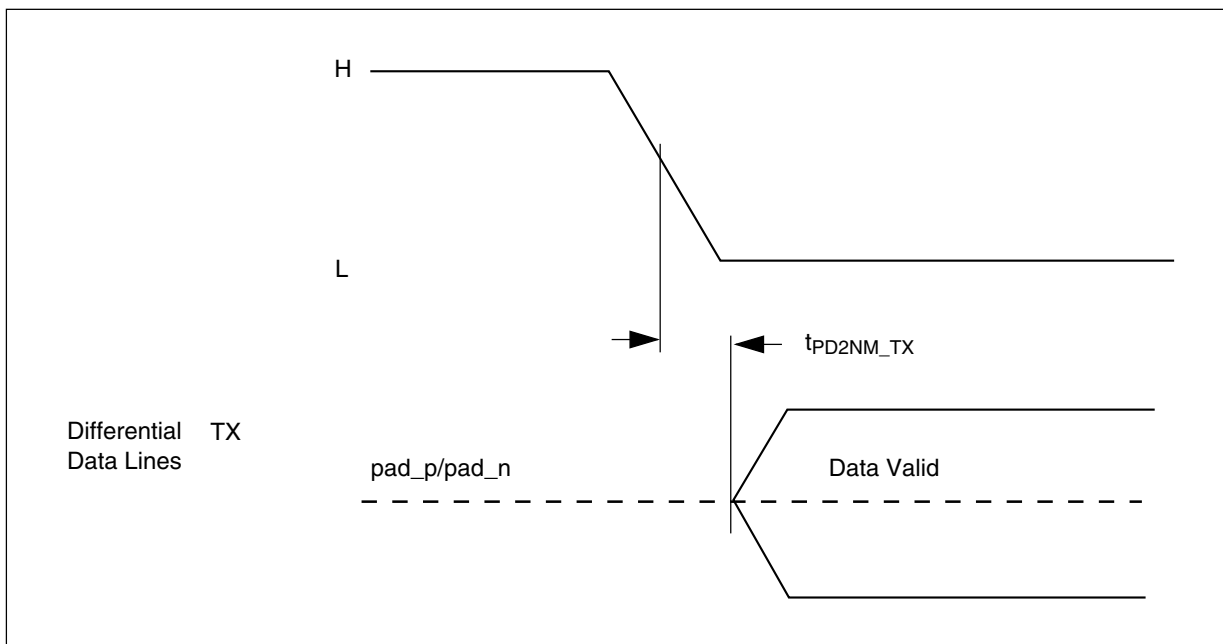 H
L
tPD2NM_TX
Differential TX
Data Lines
pad_p/pad_n
Data Valid